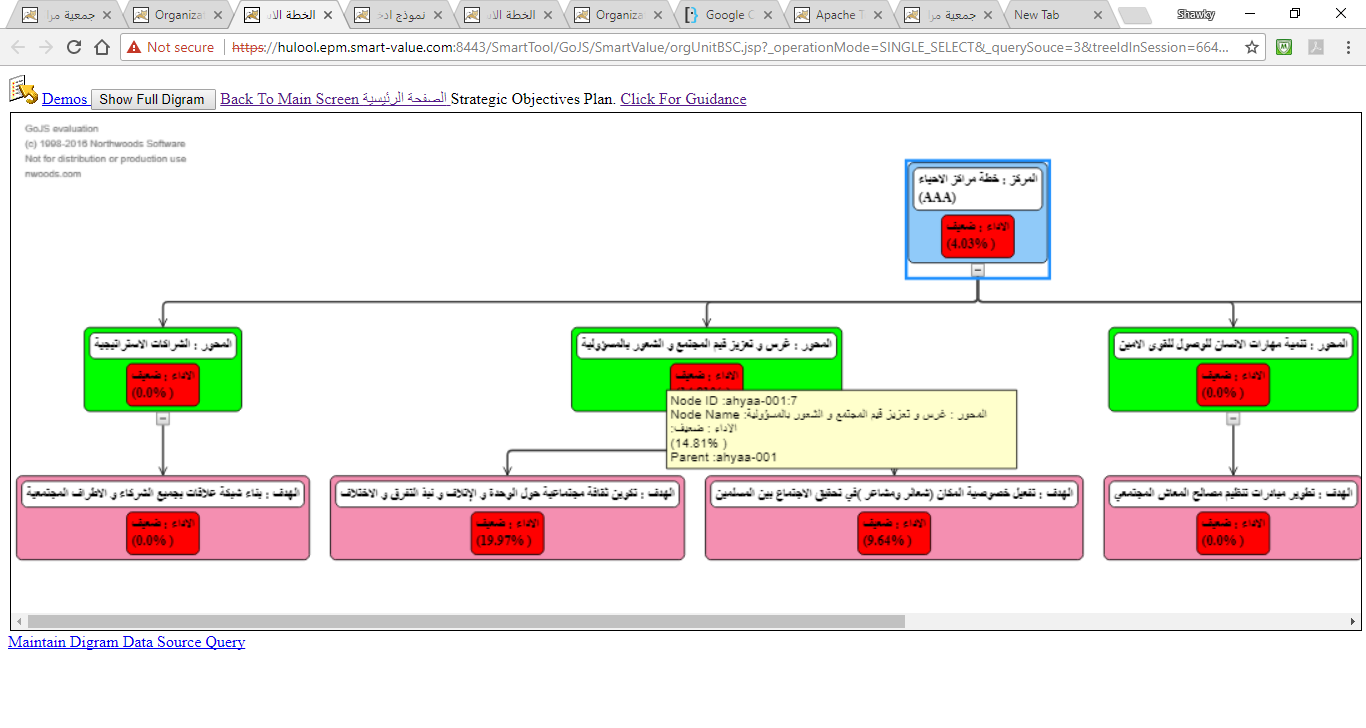 جمعية مرا
Organiza
الخطة الا
نموذج اد
الخطة الا
Organiza
Google C
Apache T
جمعية مرا
New Tab
Shawky
Not secure https://hulool.epm.smart-value.com:8443/SmartTool/GoJS/SmartValue/orgUnitBSC.jsp?_operationMode=SINGLE_SELECT&_querySouce=3&treeIdInSession=664...
Demos Show Full Digram Back To Main Screen الصفحة الرئيسية Strategic Objectives Plan. Click For Guidance
GoJS evaluation
(c) 1998-2016 Northwoods Software
Not for distribution or production use
nwoods.com
المركز : خطة مراكز الاحياء
(AAA)
الاداء : ضعيف
(4.03% )
المحور : الشراكات الاستراتيجية
الاداء : ضعيف
(0.0% )
المحور : غرس و تعزيز قيم المجتمع و الشعور بالمسؤولية
الاداء : ضعيف
المحور : تنمية مهارات الانسان للوصول للقوي الامين
الاداء : ضعيف
(0.0% )
Node ID :ahyaa-001:7
Node Name :المحور : غرس و تعزيز قيم المجتمع و الشعور بالمسؤولية
الاداء : ضعيف:
(14.81% )
Parent :ahyaa-001
الهدف : بناء شبكة علاقات بجميع الشركاء و الاطراف المجتمعية
الاداء : ضعيف
(0.0% )
الهدف : تكوين ثقافة مجتماعية حول الوحدة و الإتلاف و نبذ التفرق و الاختلاف
الاداء : ضعيف
(19.97% )
الهدف : تفعيل خصوصية المكان (شعائر ومشاعر )في تحقيق الاجتماع بين المسلمين
الاداء : ضعيف
(9.64% )
الهدف : تطوير مبادرات تنظيم مصالح المعاش المجتمعي
الاداء : ضعيف
(0.0% )
Maintain Digram Data Source Query